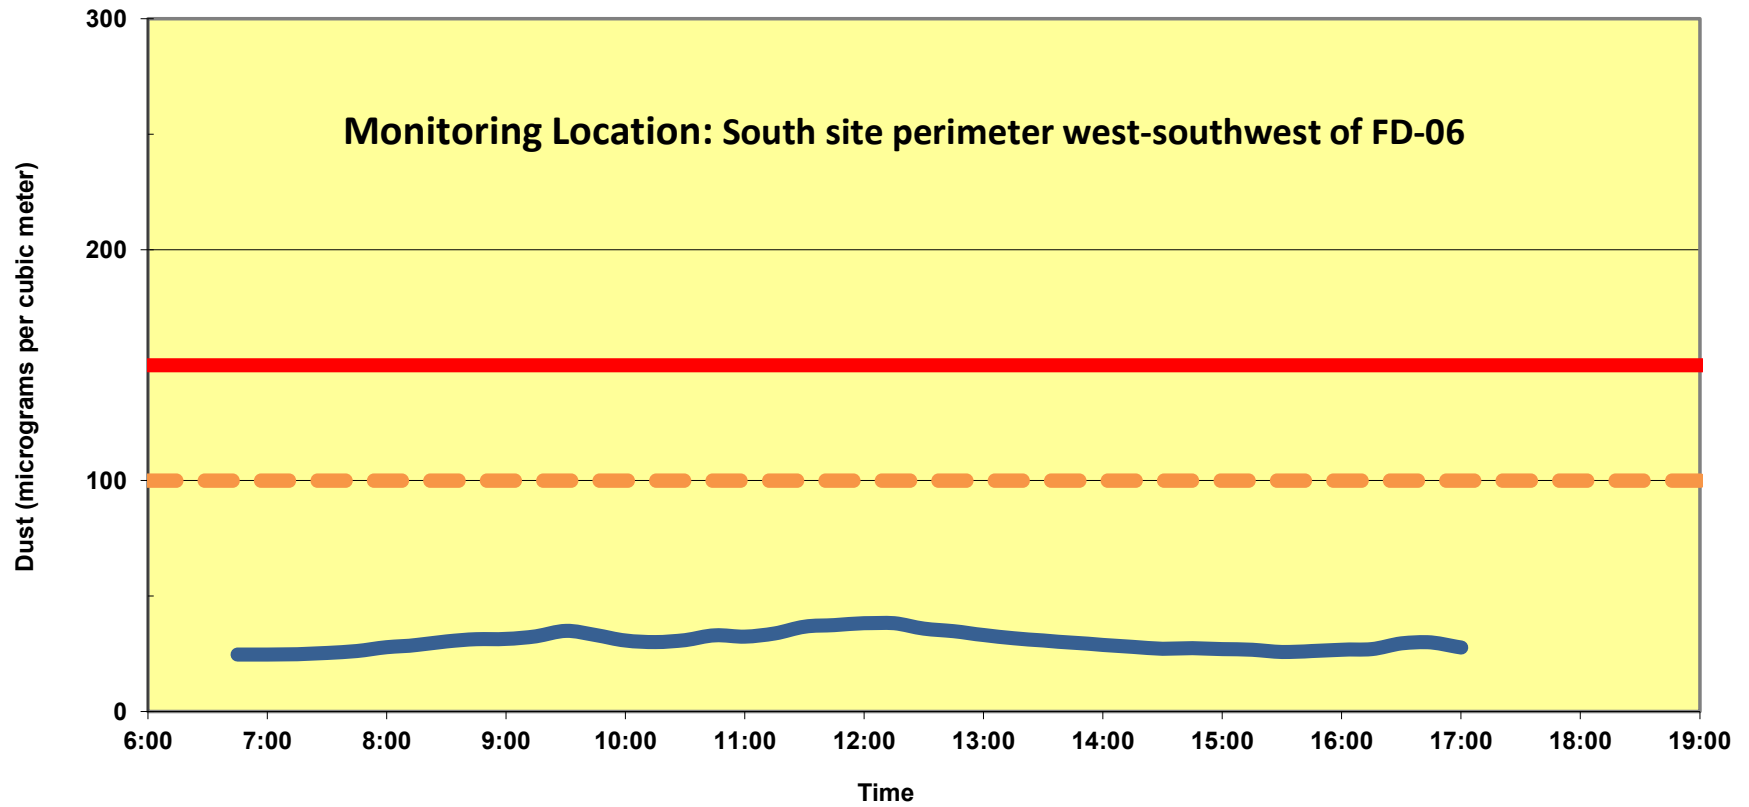 300
Monitoring Location: South site perimeter west-southwest of FD-06
Dust (micrograms per cubic meter)
200
100
0
6:00 7:00 8:00 9:00 10:00 11:00 12:00 13:00 14:00 15:00 16:00 17:00 18:00 19:00
Time